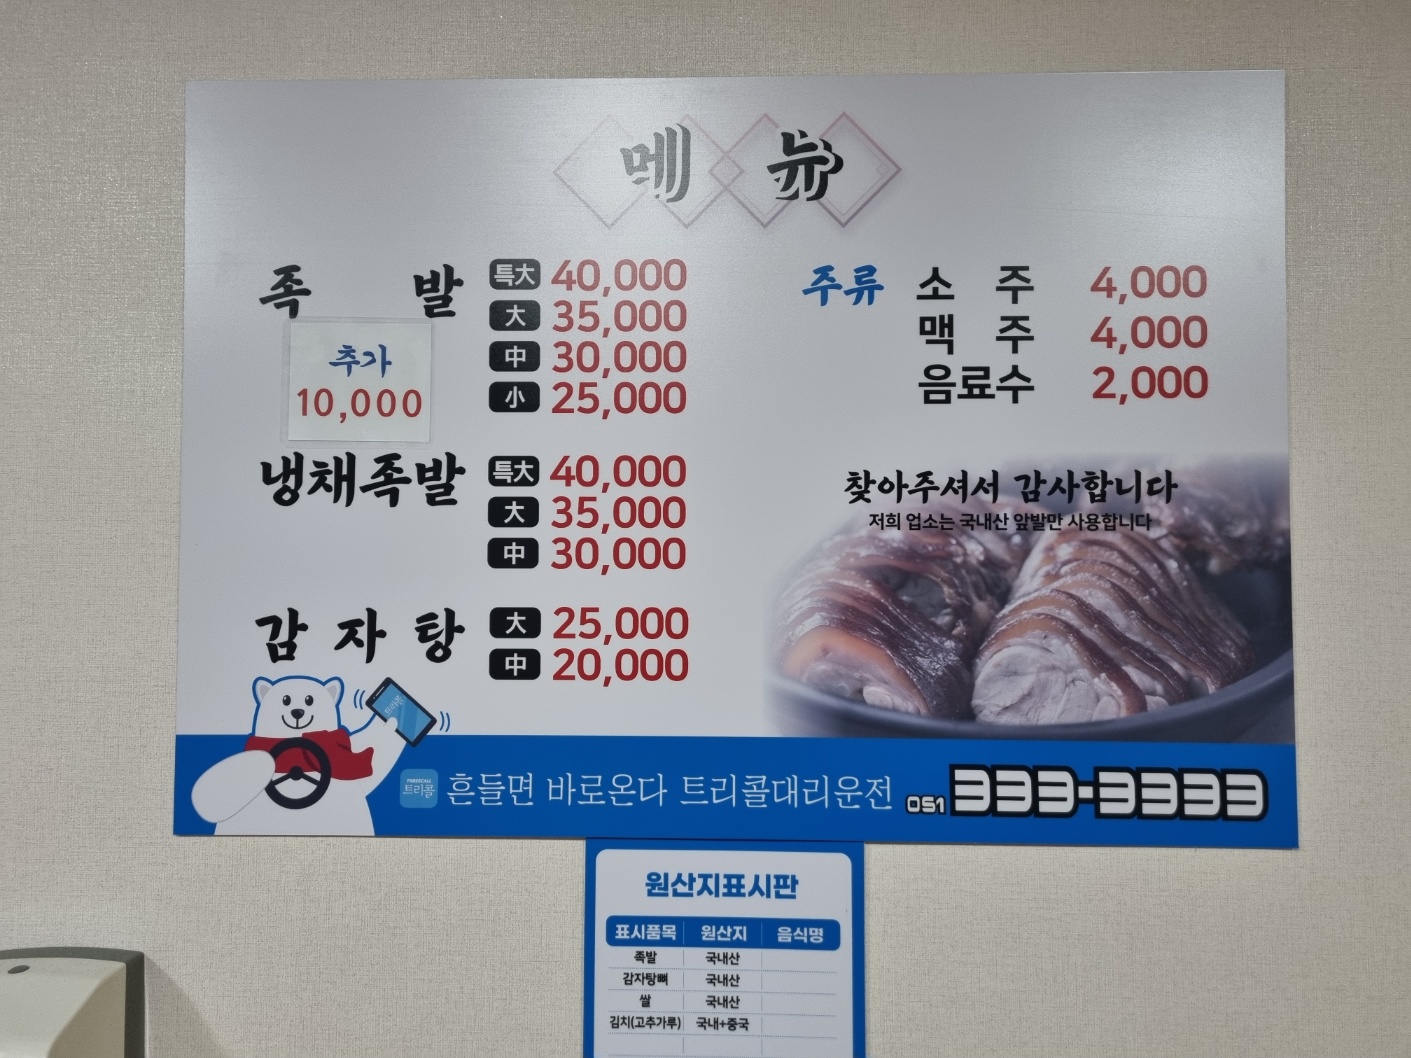 메뉴
족발 特大 40,000
大 35,000
中 30,000
小 25,000
추가
10,000
냉채족발 特大 40,000
大 35,000
中 30,000
감자탕 大 25,000
中 20,000
주류 소주 4,000
맥주 4,000
음료수 2,000
찾아주셔서 감사합니다
저희 업소는 국내산 앞발만 사용합니다
트리콜
트리콜 흔들면 바로온다 트리콜대리운전 051 333-3333
원산지표시판
표시품목 원산지 음식명
족발 국내산
감자탕뼈 국내산
쌀 국내산
김치(고추가루) 국내+중국